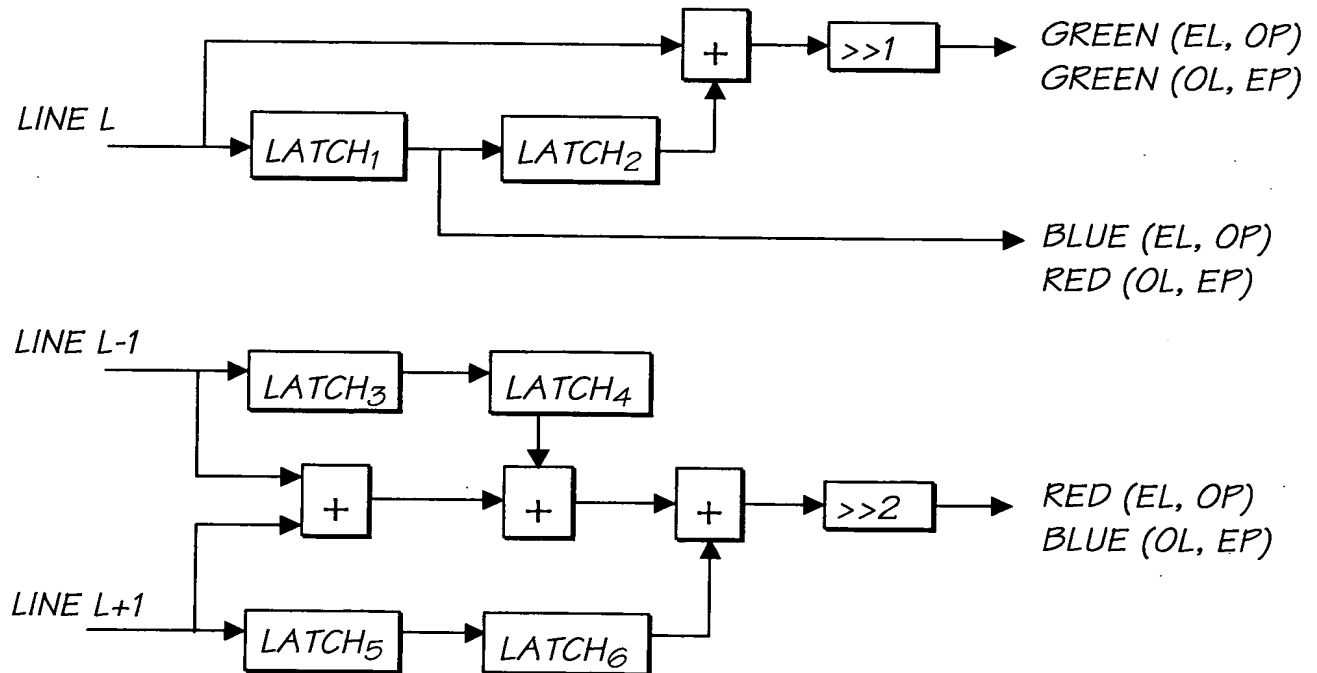 GREEN (EL, OP)
+
>>1
GREEN (OL, EP)
LINE L
LATCH1
LATCH2
BLUE (EL, OP)
RED (OL, EP)
LINE L-1
LATCH3
LATCH4
+
+
+
>>2
RED (EL, OP)
BLUE (OL, EP)
LINE L+1
LATCH5
LATCH6